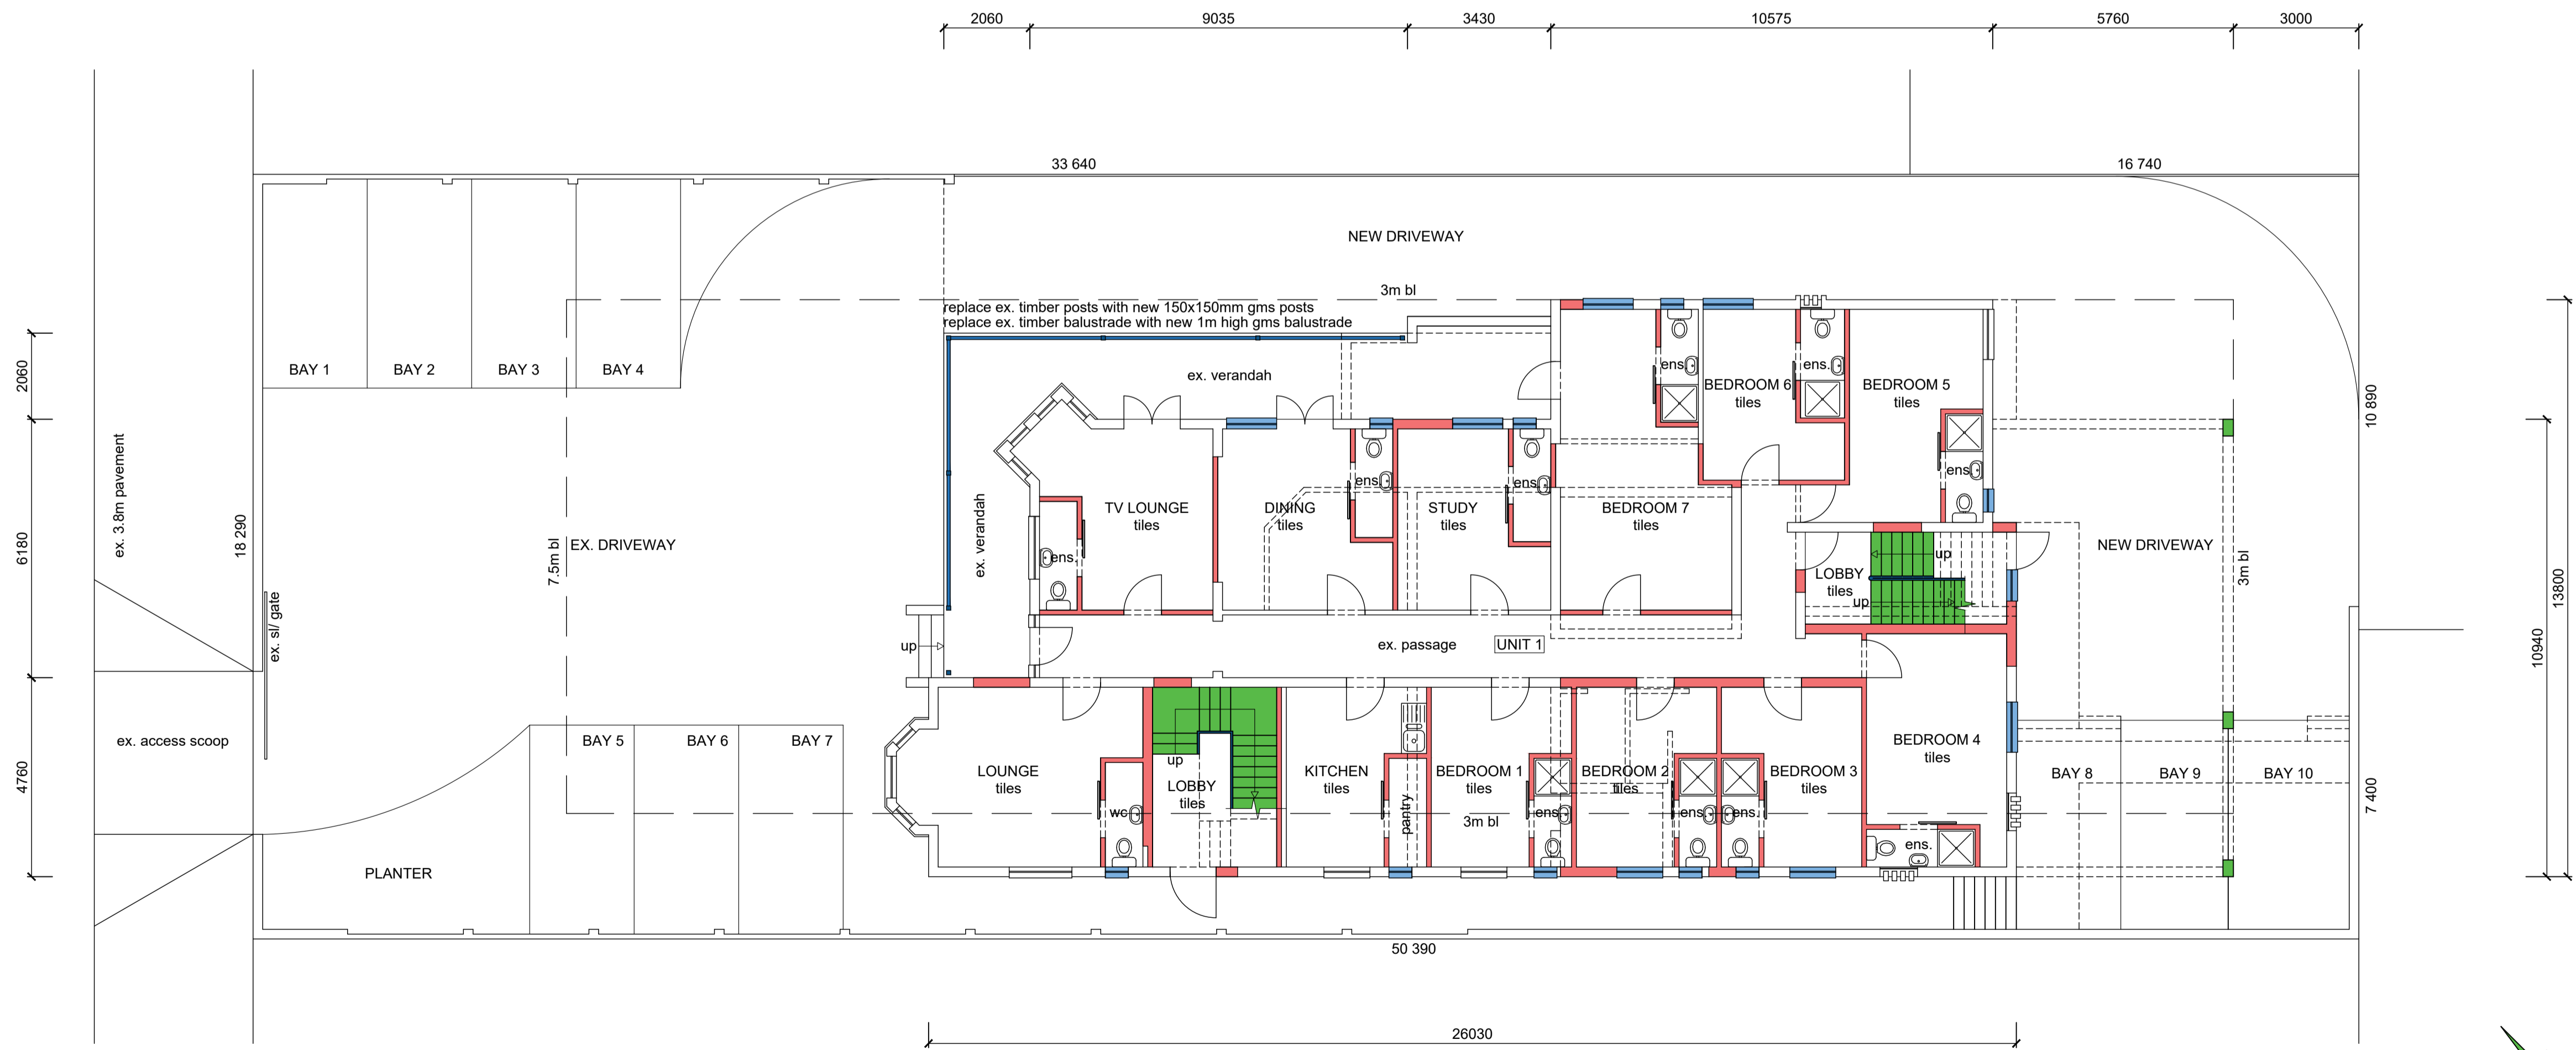 2060
9035
3430
10575
5760
3000
33 640
16 740
NEW DRIVEWAY
3m bl
replace ex. timber posts with new 150x150mm gms posts
replace ex. timber balustrade with new 1m high gms balustrade
BAY 1
BAY 2
BAY 3
BAY 4
ex. verandah
ens.
BEDROOM 6
tiles
ens.
BEDROOM 5
tiles
2060
10 890
ex. 3.8m pavement
18 290
6180
7.5m bl
EX. DRIVEWAY
ex. verandah
ens.
TV LOUNGE
tiles
DINING
tiles
ens.
STUDY
tiles
ens.
BEDROOM 7
tiles
ens.
NEW DRIVEWAY
3m bl
13800
10940
LOBBY
tiles
up
up
ex. sl/ gate
up
ex. passage
UNIT 1
ex. access scoop
4760
BAY 5
BAY 6
BAY 7
LOUNGE
tiles
wc
up
LOBBY
tiles
KITCHEN
tiles
pantry
BEDROOM 1
tiles
3m bl
ens.
BEDROOM 2
tiles
ens.
ens.
BEDROOM 3
tiles
BEDROOM 4
tiles
ens.
BAY 8
BAY 9
BAY 10
7 400
PLANTER
50 390
26030